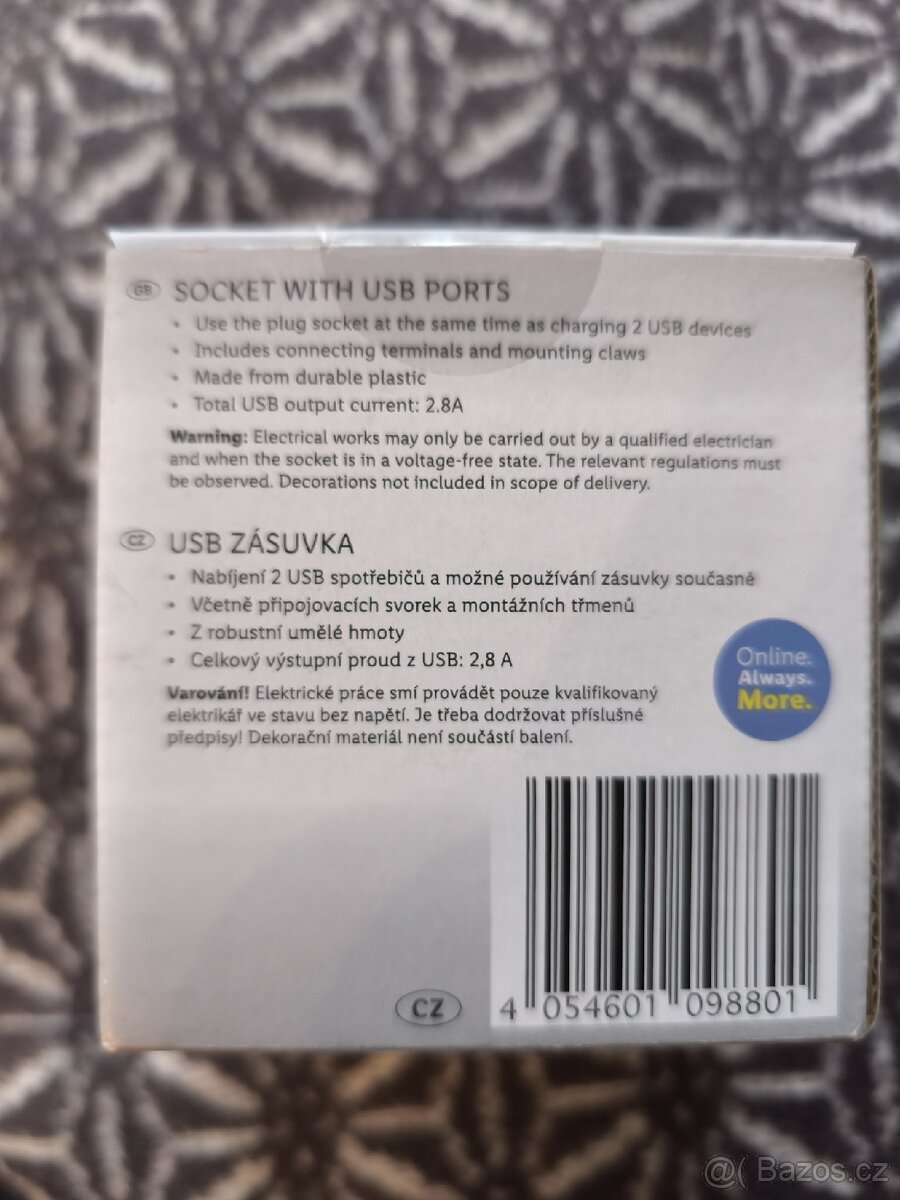 GB SOCKET WITH USB PORTS
• Use the plug socket at the same time as charging 2 USB devices
• Includes connecting terminals and mounting claws
• Made from durable plastic
• Total USB output current: 2.8A
Warning: Electrical works may only be carried out by a qualified electrician
and when the socket is in a voltage-free state. The relevant regulations must
be observed. Decorations not included in scope of delivery.
CZ USB ZÁSUVKA
• Nabíjení 2 USB spotřebičů a možné používání zásuvky současně
• Včetně připojovacích svorek a montážních třmenů
• Z robustní umělé hmoty
• Celkový výstupní proud z USB: 2,8 A
Varování! Elektrické práce smí provádět pouze kvalifikovaný
elektrikář ve stavu bez napětí. Je třeba dodržovat příslušné
předpisy! Dekorační materiál není součástí balení.
Online.
Always.
More.
CZ
4 054601 098801
@( Bazos.cz